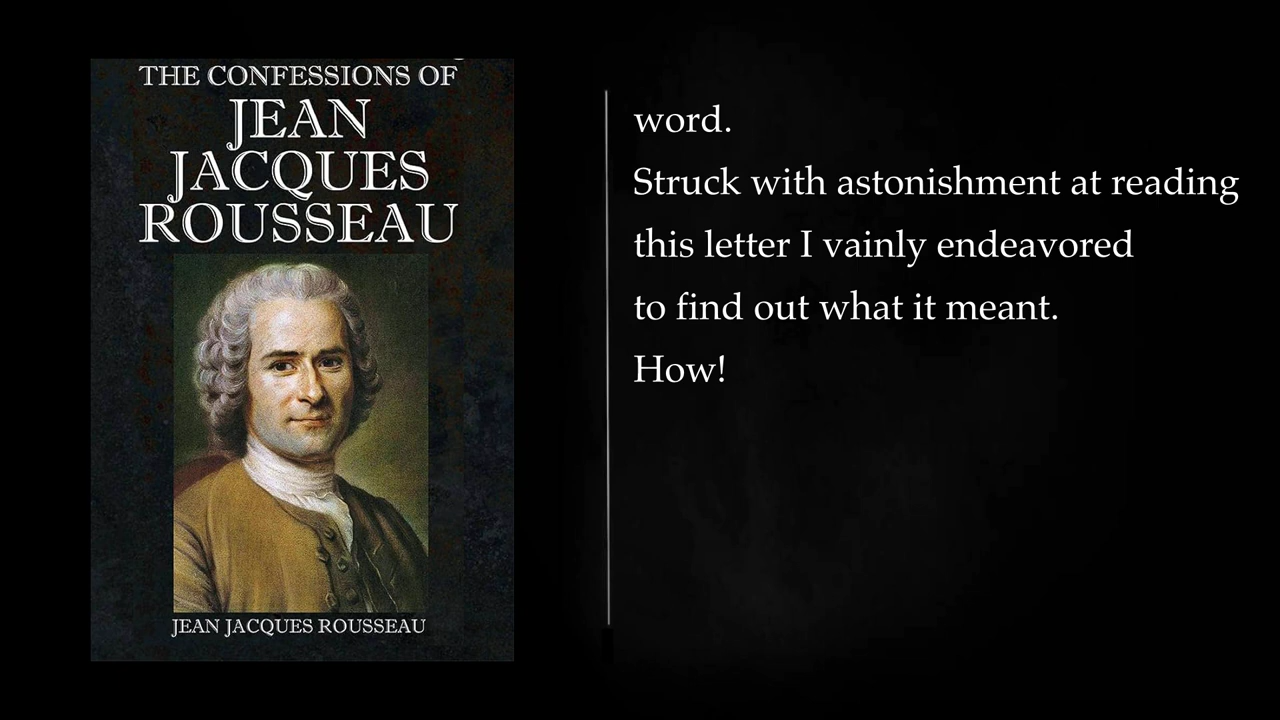 THE CONFESSIONS OF
JEAN
JACQUES
ROUSSEAU
JEAN JACQUES ROUSSEAU
word.
Struck with astonishment at reading
this letter I vainly endeavored
to find out what it meant.
How!